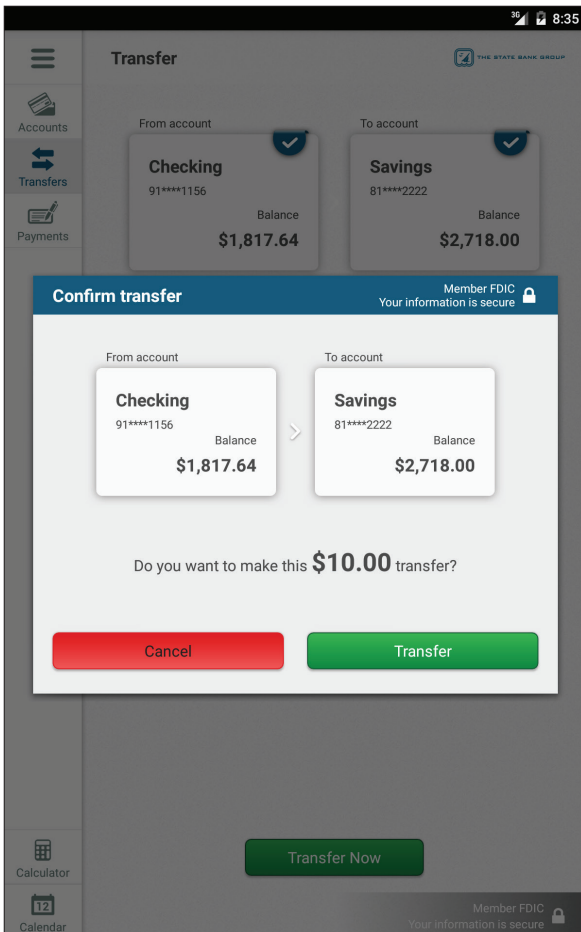 3G 8:35
Transfer
THE STATE BANK GROUP
Accounts
Transfers
Payments
From account
To account
Checking
91****1156
Balance
$1,817.64
Savings
81****2222
Balance
$2,718.00
Confirm transfer
Member FDIC
Your information is secure
From account
To account
Checking
91****1156
Balance
$1,817.64
Savings
81****2222
Balance
$2,718.00
Do you want to make this $10.00 transfer?
Cancel
Transfer
Transfer Now
Calculator
12
Calendar
Member FDIC
Your information is secure